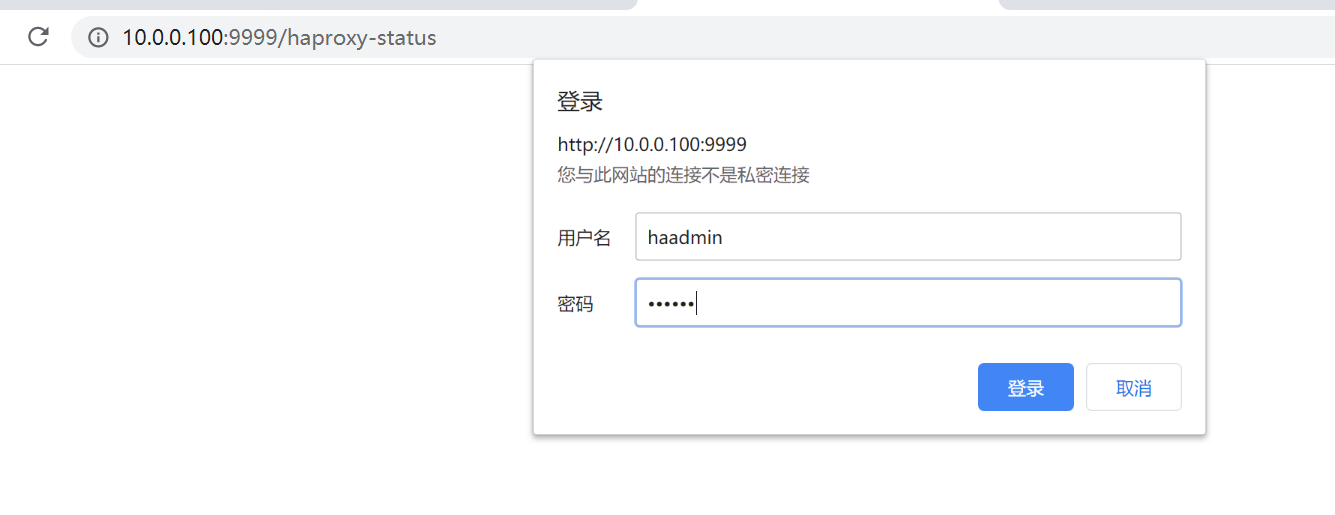 10.0.0.100:9999/haproxy-status
登录
http://10.0.0.100:9999
您与此网站的连接不是私密连接
用户名 haadmin
密码 ••••••
登录 取消